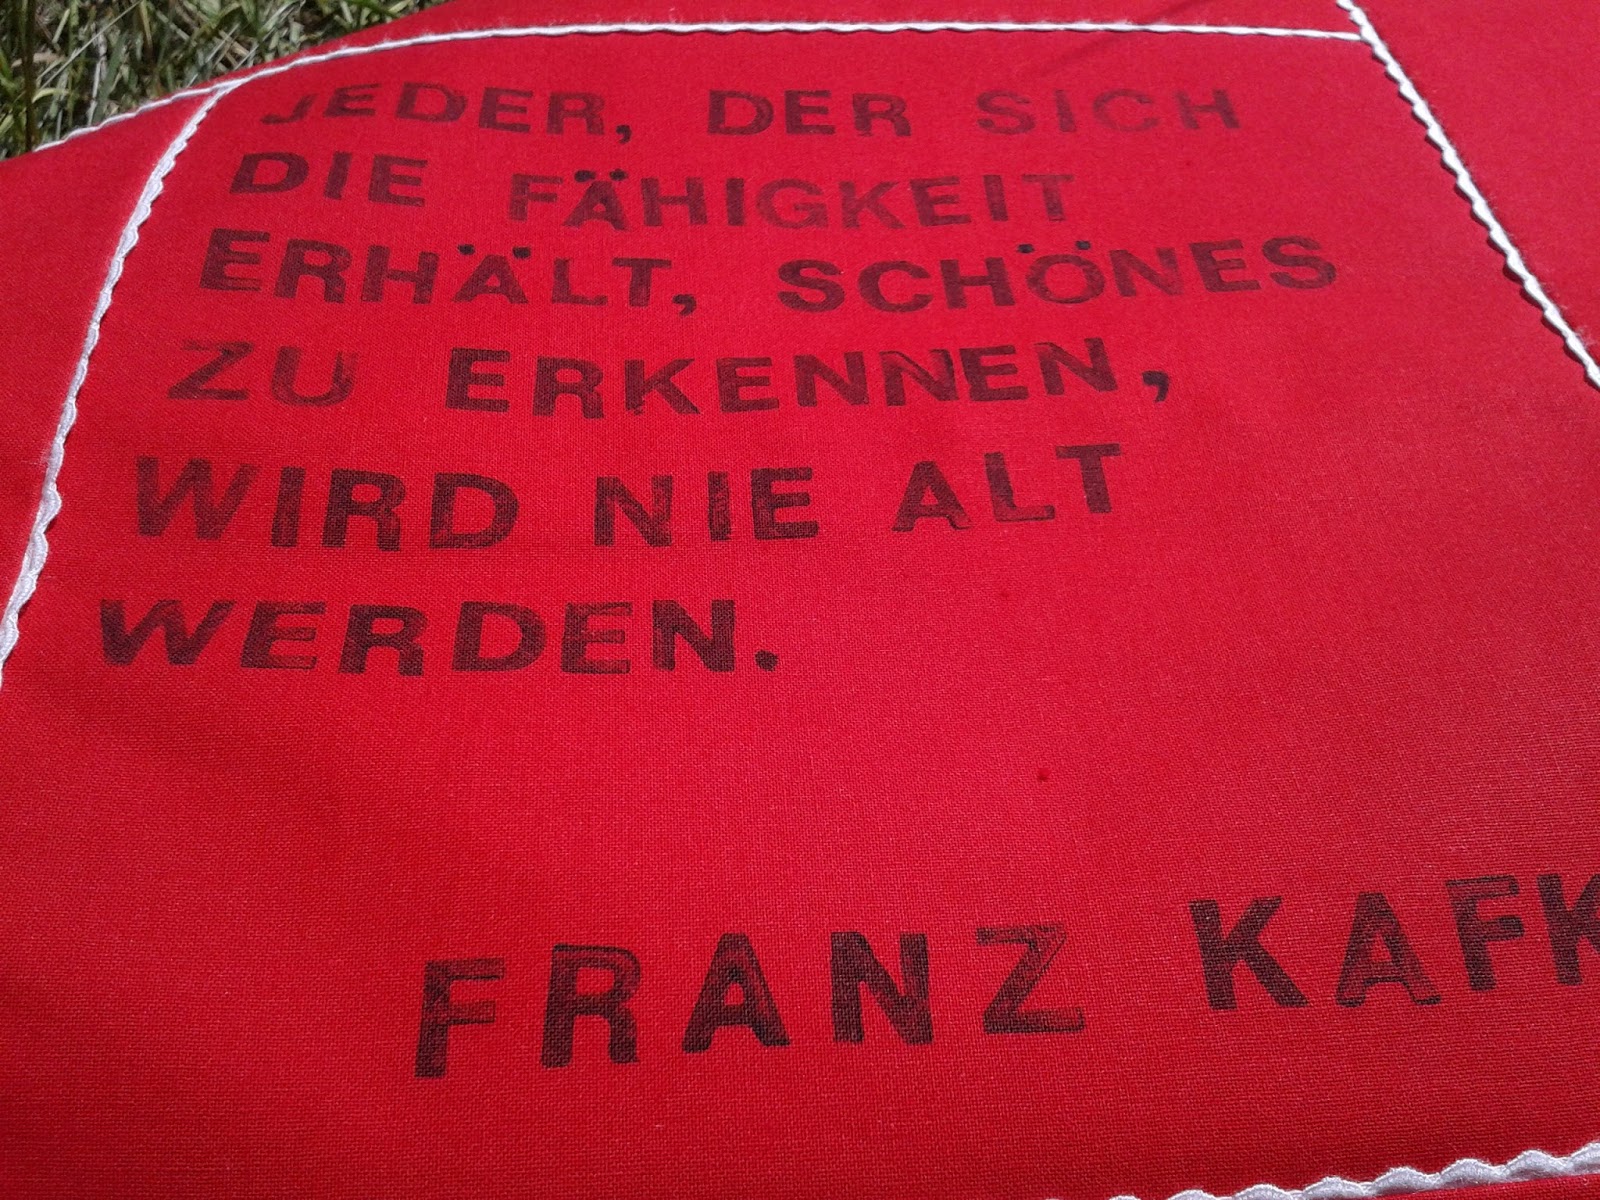 JEDER, DER SICH
DIE FÄHIGKEIT
ERHÄLT, SCHÖNES
ZU ERKENNEN,
WIRD NIE ALT
WERDEN.
FRANZ KAFK